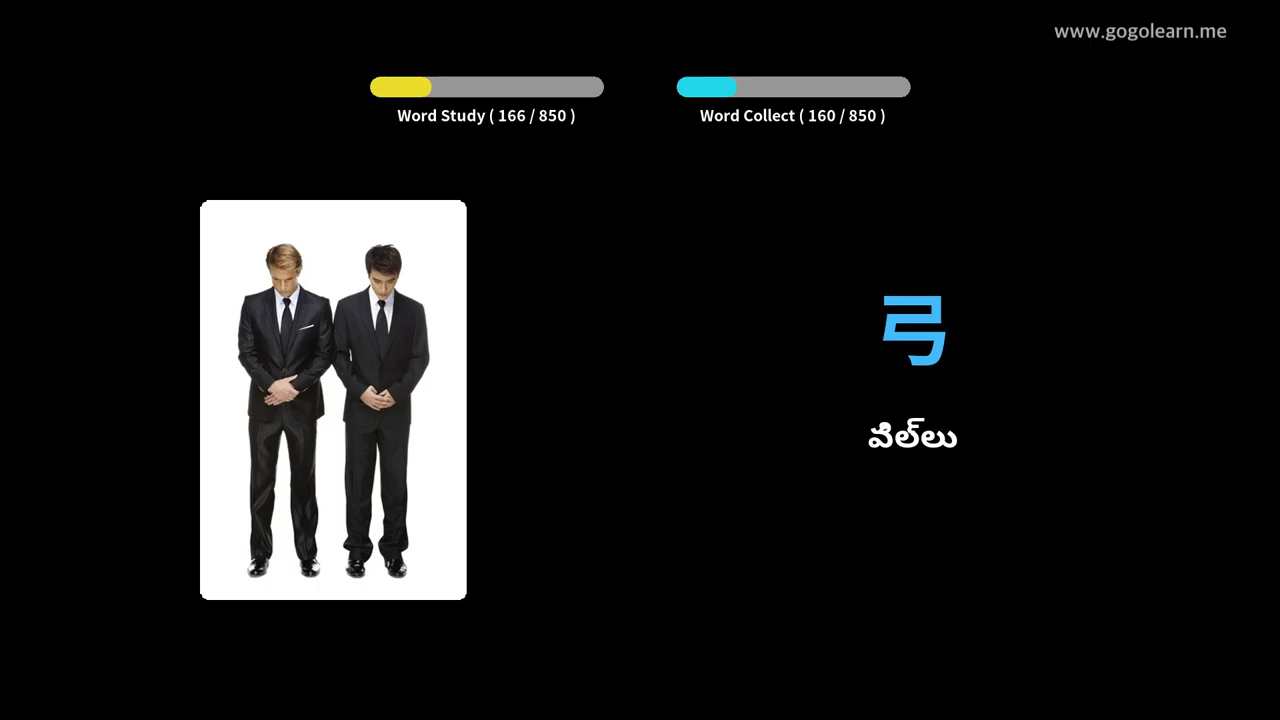 www.gogolearn.me
Word Study ( 166 / 850 )
Word Collect ( 160 / 850 )
弓
విల్‌లు